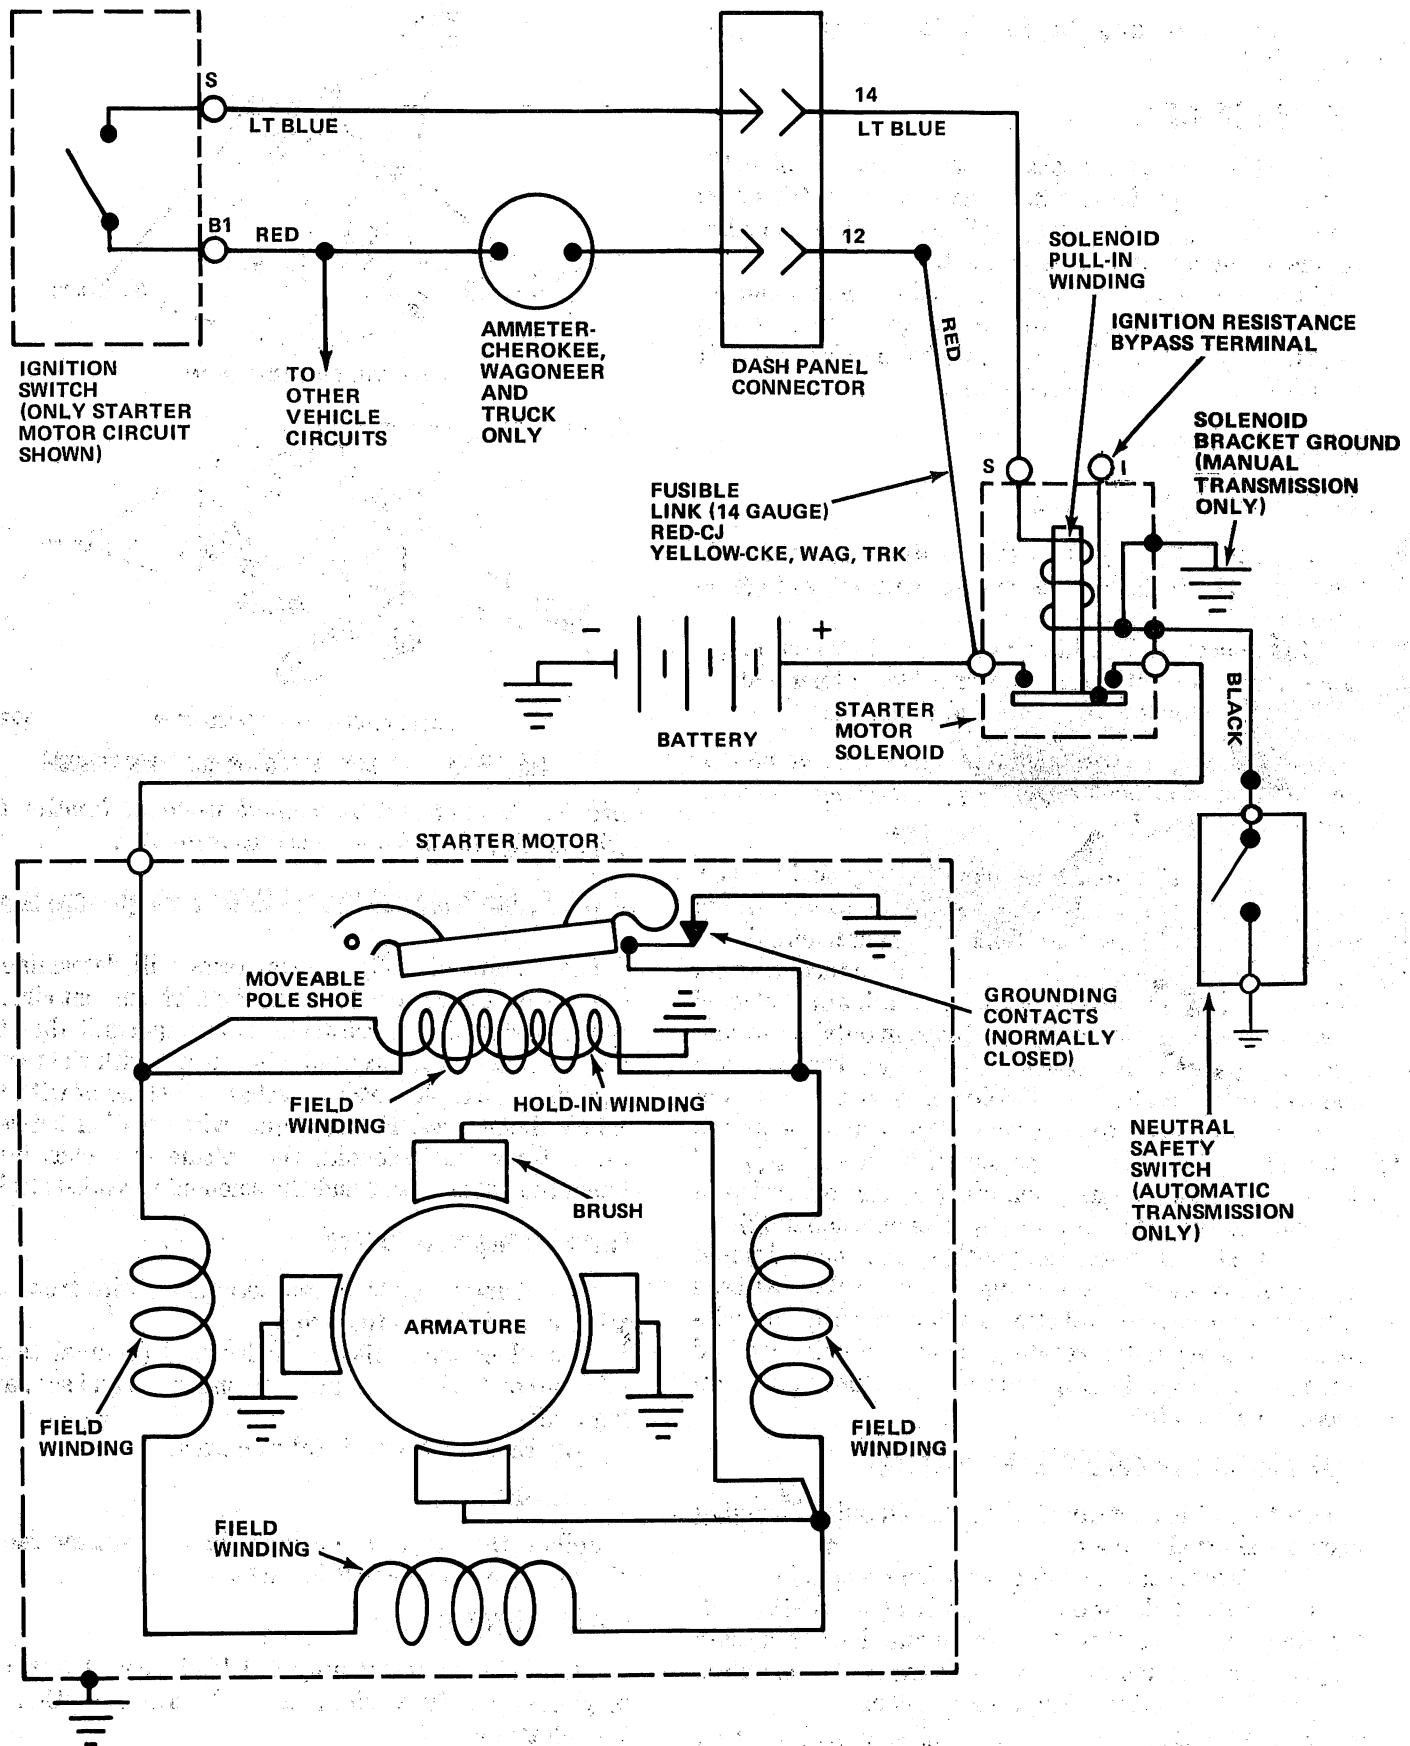 S
LT BLUE
14
LT BLUE
B1
RED
12
RED
IGNITION
SWITCH
(ONLY STARTER
MOTOR CIRCUIT
SHOWN)
TO
OTHER
VEHICLE
CIRCUITS
AMMETER-
CHEROKEE,
WAGONEER
AND
TRUCK
ONLY
DASH PANEL
CONNECTOR
SOLENOID
PULL-IN
WINDING
IGNITION RESISTANCE
BYPASS TERMINAL
SOLENOID
BRACKET GROUND
(MANUAL
TRANSMISSION
ONLY)
S
I
FUSIBLE
LINK (14 GAUGE)
RED-CJ
YELLOW-CKE, WAG, TRK
- +
BATTERY
STARTER
MOTOR
SOLENOID
BLACK
STARTER MOTOR
MOVEABLE
POLE SHOE
GROUNDING
CONTACTS
(NORMALLY
CLOSED)
FIELD
WINDING
HOLD-IN WINDING
BRUSH
NEUTRAL
SAFETY
SWITCH
(AUTOMATIC
TRANSMISSION
ONLY)
ARMATURE
FIELD
WINDING
FIELD
WINDING
FIELD
WINDING